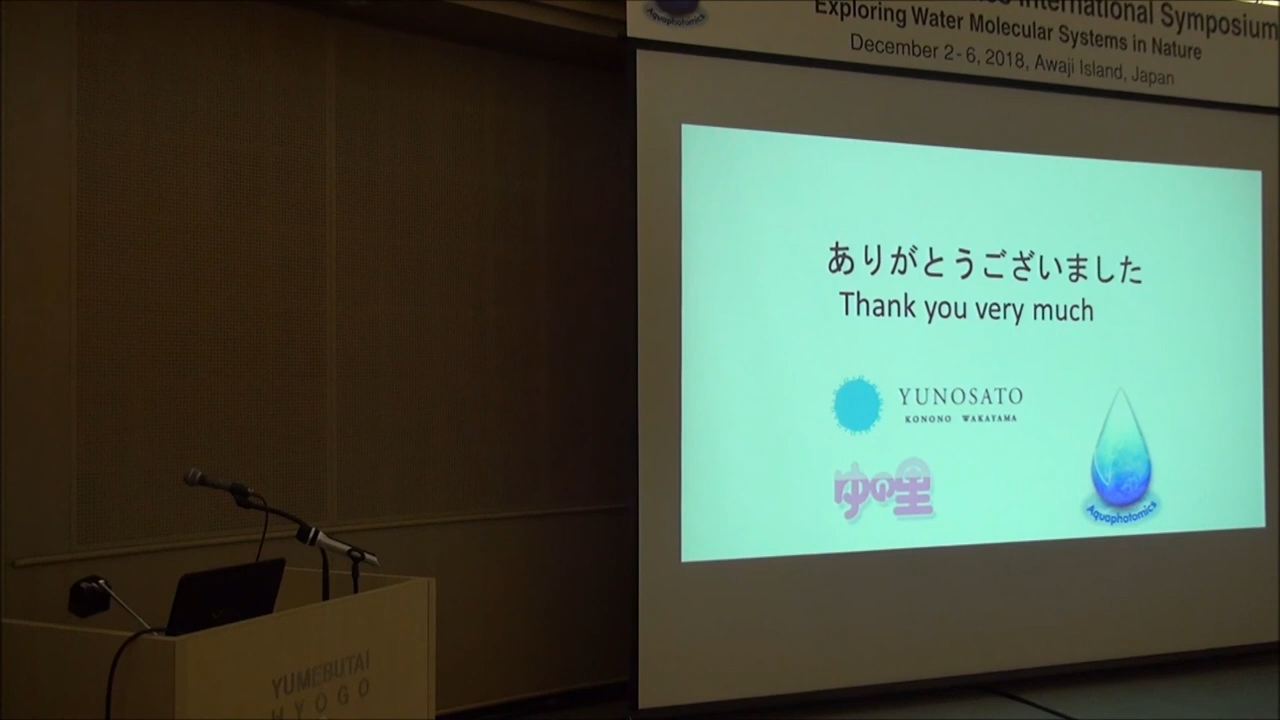 Aquaphotomics
International Symposium
Exploring Water Molecular Systems in Nature
December 2-6, 2018, Awaji Island, Japan
ありがとうございました
Thank you very much
YUNOSATO
KONONO WAKAYAMA
ゆの里
Aquaphotomics
YUMEBUTAI
HYOGO